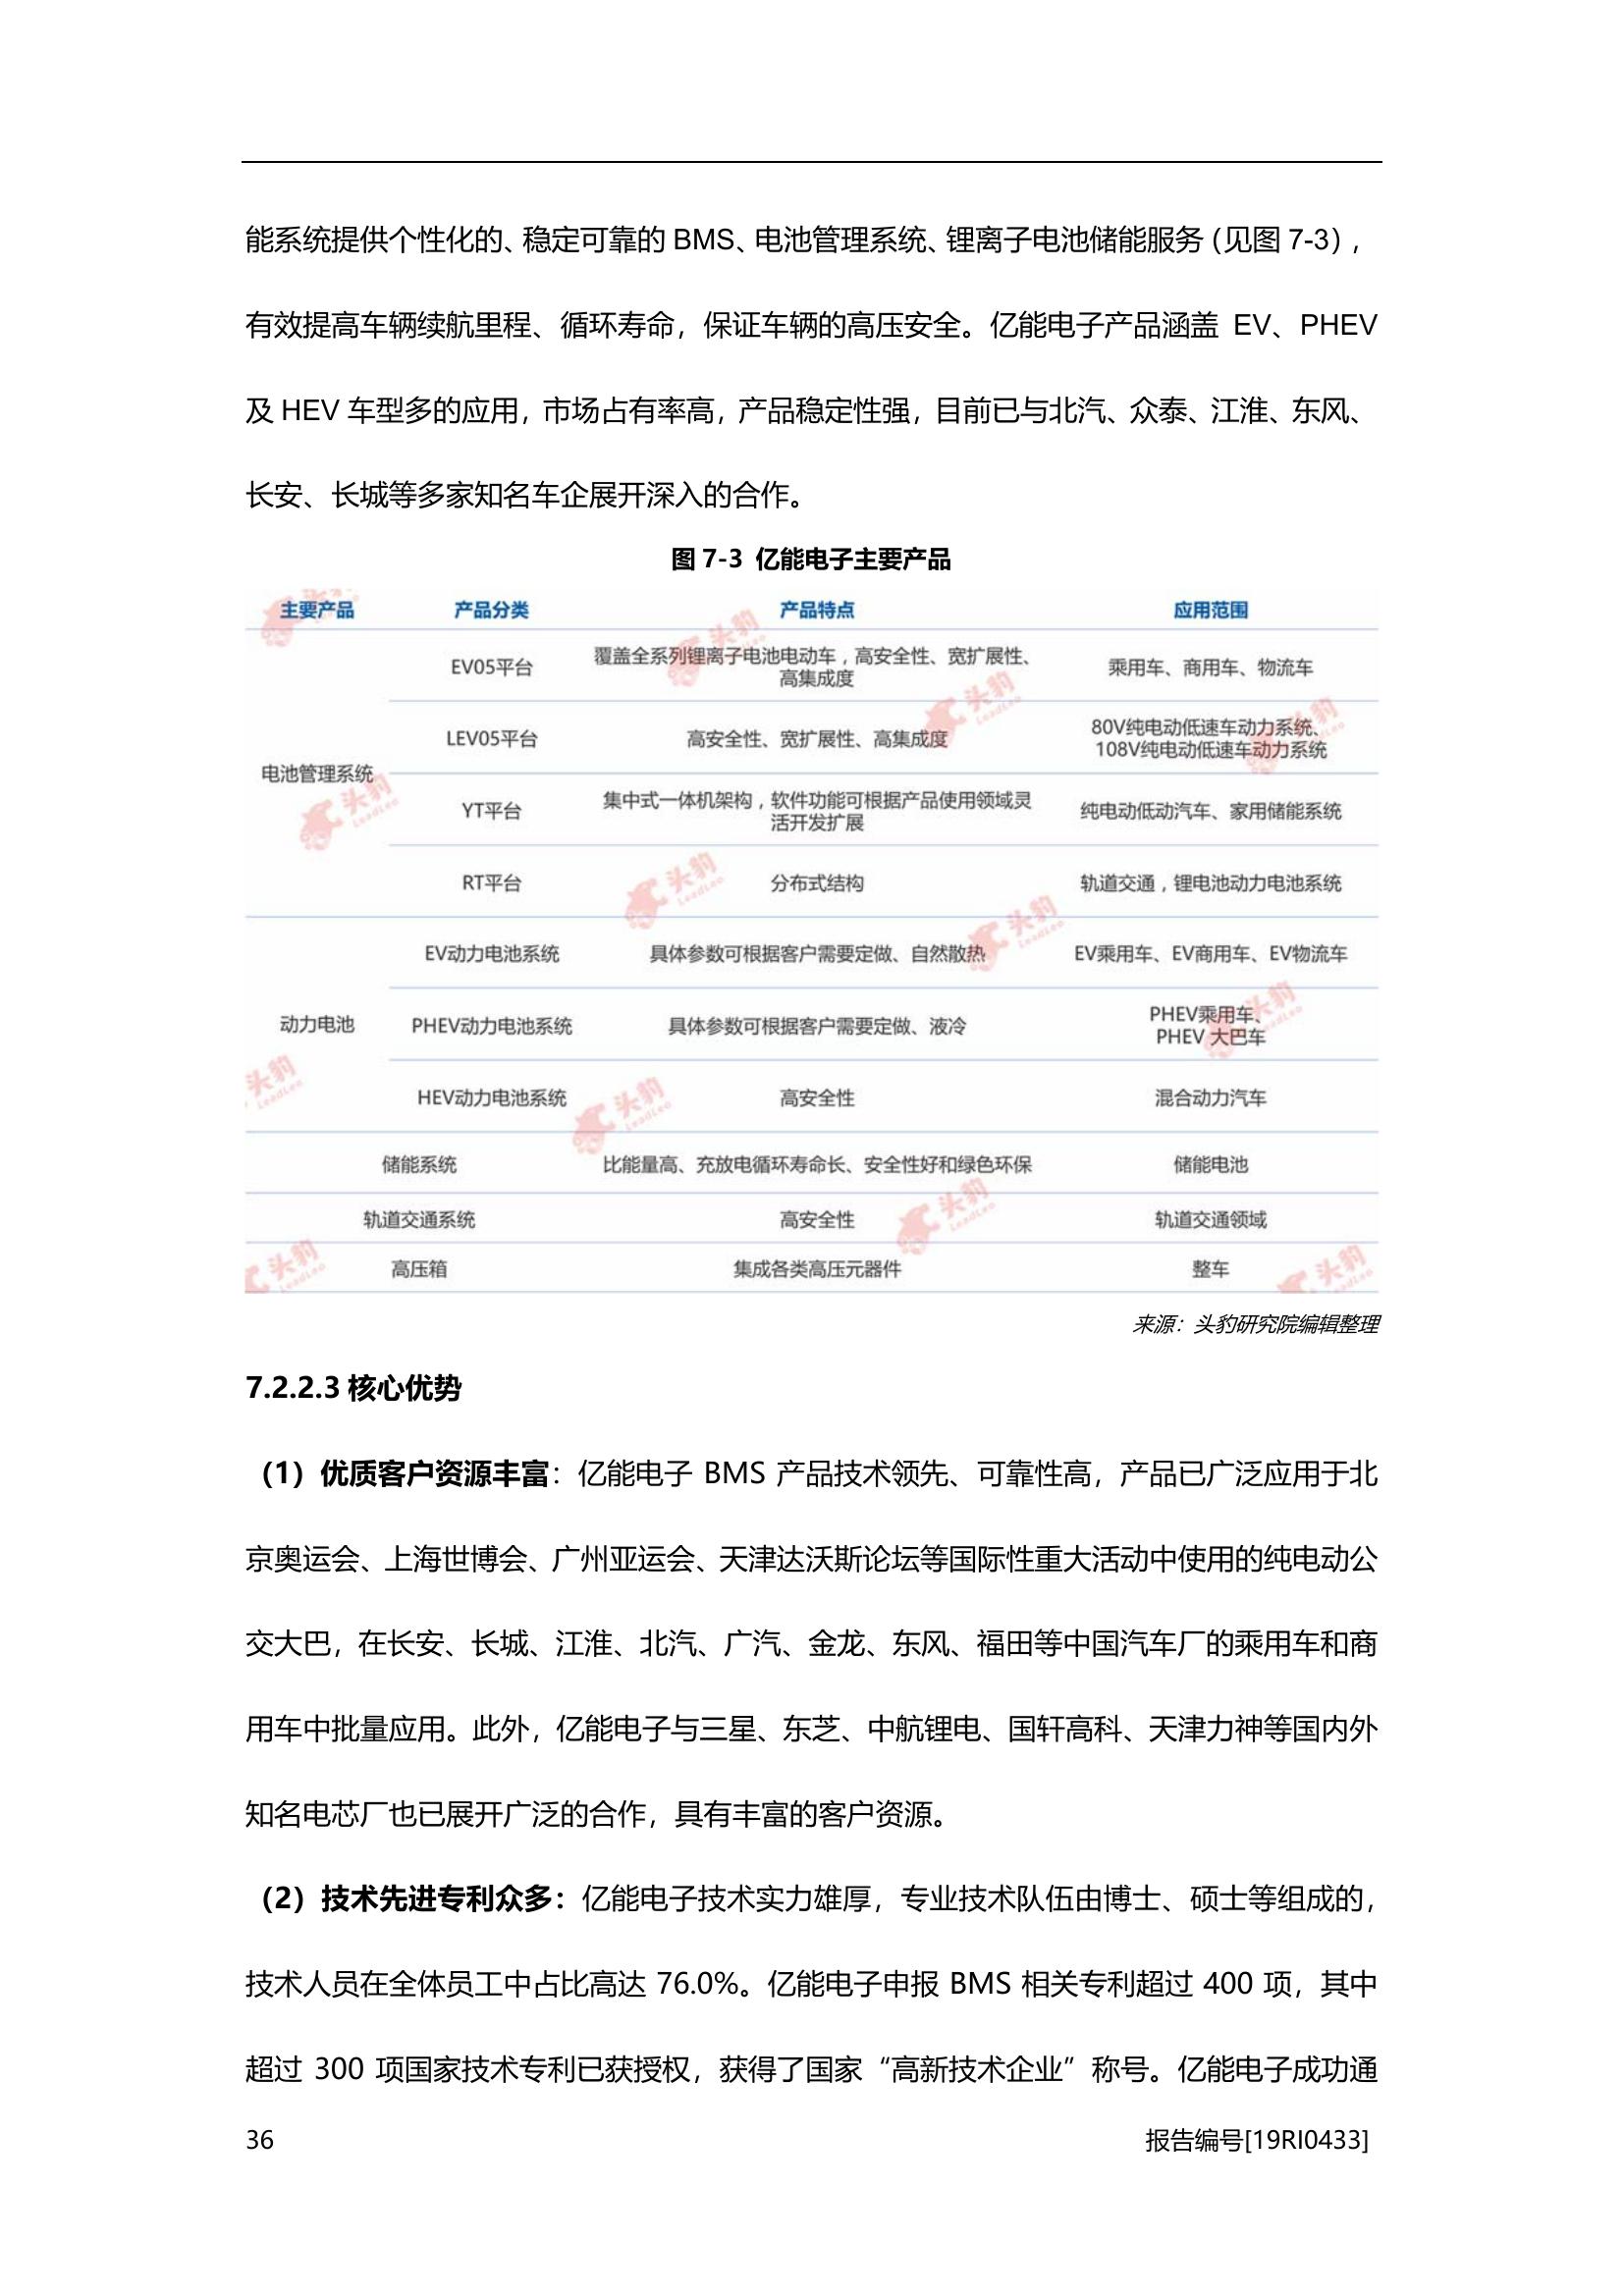 能系统提供个性化的、稳定可靠的 BMS、电池管理系统、锂离子电池储能服务（见图 7-3），
有效提高车辆续航里程、循环寿命，保证车辆的高压安全。亿能电子产品涵盖 EV、PHEV
及 HEV 车型多的应用，市场占有率高，产品稳定性强，目前已与北汽、众泰、江淮、东风、
长安、长城等多家知名车企展开深入的合作。
图 7-3 亿能电子主要产品
主要产品 产品分类 产品特点 应用范围
电池管理系统
EV05平台 覆盖全系列锂离子电池电动车，高安全性、宽扩展性、
高集成度 乘用车、商用车、物流车
LEV05平台 高安全性、宽扩展性、高集成度 80V纯电动低速车动力系统、
108V纯电动低速车动力系统
YT平台 集中式一体机架构，软件功能可根据产品使用领域灵
活开发扩展 纯电动低动汽车、家用储能系统
RT平台 分布式结构 轨道交通，锂电池动力电池系统
动力电池
EV动力电池系统 具体参数可根据客户需要定做、自然散热 EV乘用车、EV商用车、EV物流车
PHEV动力电池系统 具体参数可根据客户需要定做、液冷 PHEV乘用车、
PHEV 大巴车
HEV动力电池系统 高安全性 混合动力汽车
储能系统 比能量高、充放电循环寿命长、安全性好和绿色环保 储能电池
轨道交通系统 高安全性 轨道交通领域
高压箱 集成各类高压元器件 整车
头豹
LeadLeo
来源：头豹研究院编辑整理
7.2.2.3 核心优势
（1）优质客户资源丰富：亿能电子 BMS 产品技术领先、可靠性高，产品已广泛应用于北
京奥运会、上海世博会、广州亚运会、天津达沃斯论坛等国际性重大活动中使用的纯电动公
交大巴，在长安、长城、江淮、北汽、广汽、金龙、东风、福田等中国汽车厂的乘用车和商
用车中批量应用。此外，亿能电子与三星、东芝、中航锂电、国轩高科、天津力神等国内外
知名电芯厂也已展开广泛的合作，具有丰富的客户资源。
（2）技术先进专利众多：亿能电子技术实力雄厚，专业技术队伍由博士、硕士等组成的，
技术人员在全体员工中占比高达 76.0%。亿能电子申报 BMS 相关专利超过 400 项，其中
超过 300 项国家技术专利已获授权，获得了国家“高新技术企业”称号。亿能电子成功通
36 报告编号[19RI0433]